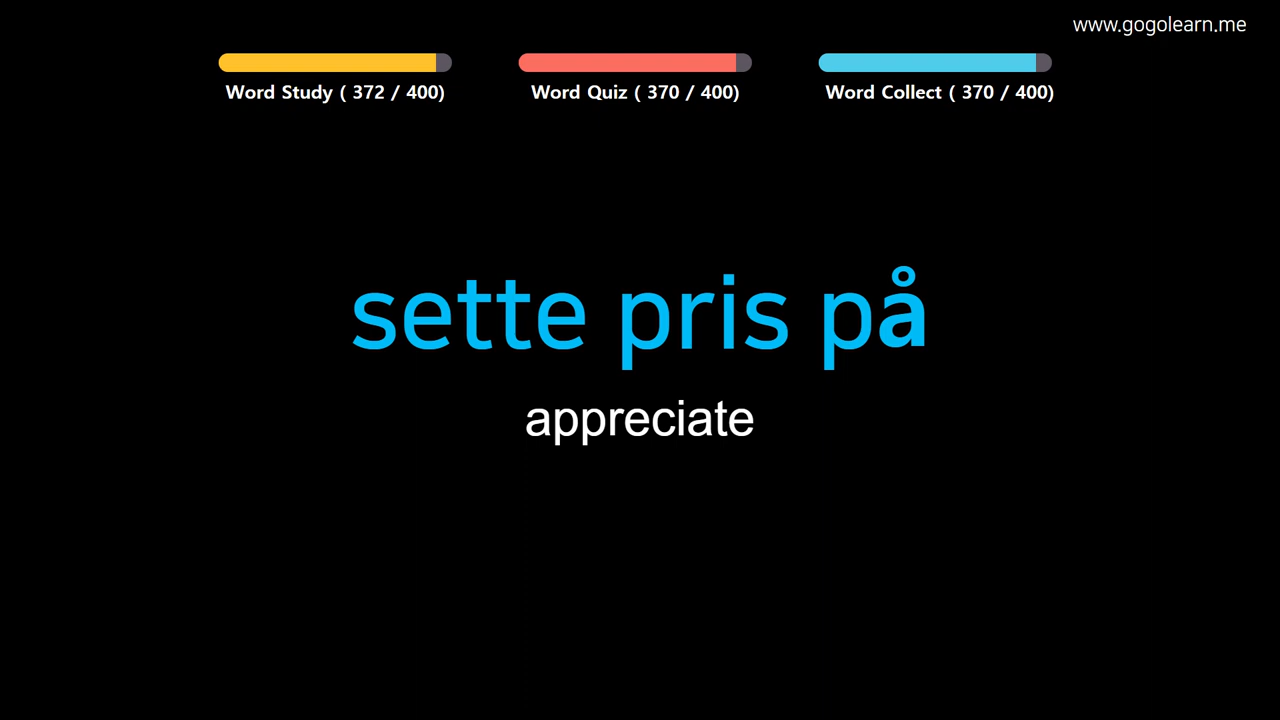 www.gogolearn.me
Word Study ( 372 / 400)
Word Quiz ( 370 / 400)
Word Collect ( 370 / 400)
sette pris på
appreciate